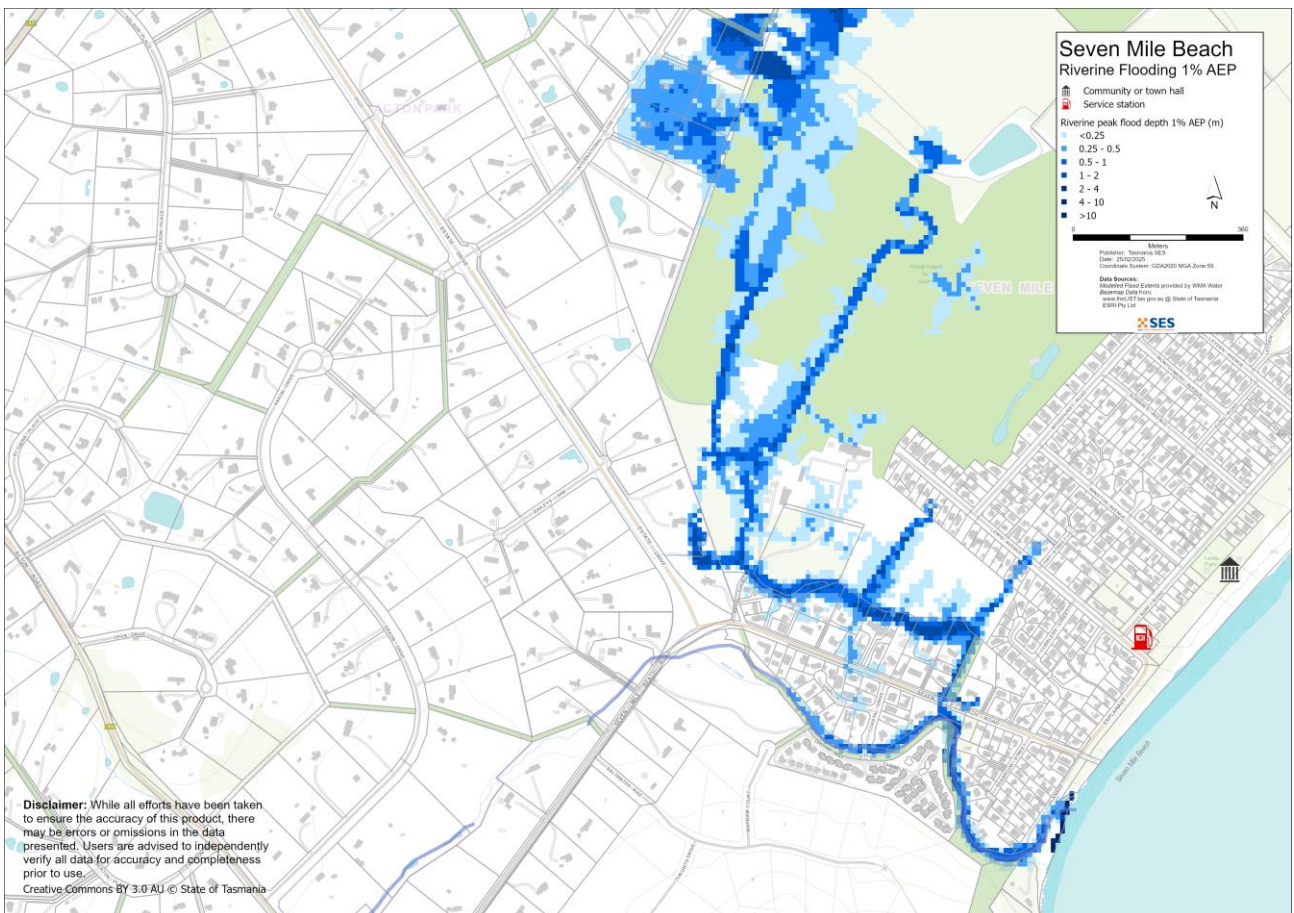 Seven Mile Beach
Riverine Flooding 1% AEP
Community or town hall
Service station
Riverine peak flood depth 1% AEP (m)
<0.25
0.25 - 0.5
0.5 - 1
1 - 2
2 - 4
4 - 10
>10
N
0 360
Meters
Publisher: Tasmania SES
Date: 25/02/2025
Coordinate System: GDA2020 MGA Zone 55
Data Sources:
Modelled Flood Extents provided by WMA Water
Basemap Data from:
www.theLIST.tas.gov.au @ State of Tasmania
ESRI Pty Ltd
SES
ACTON PARK
SEVEN MILE
ESTATE DRIVE
BAILEYS LANE
ESTATE
ESPLANADE
Seven Mile Beach
Disclaimer: While all efforts have been taken
to ensure the accuracy of this product, there
may be errors or omissions in the data
presented. Users are advised to independently
verify all data for accuracy and completeness
prior to use.
Creative Commons BY 3.0 AU © State of Tasmania